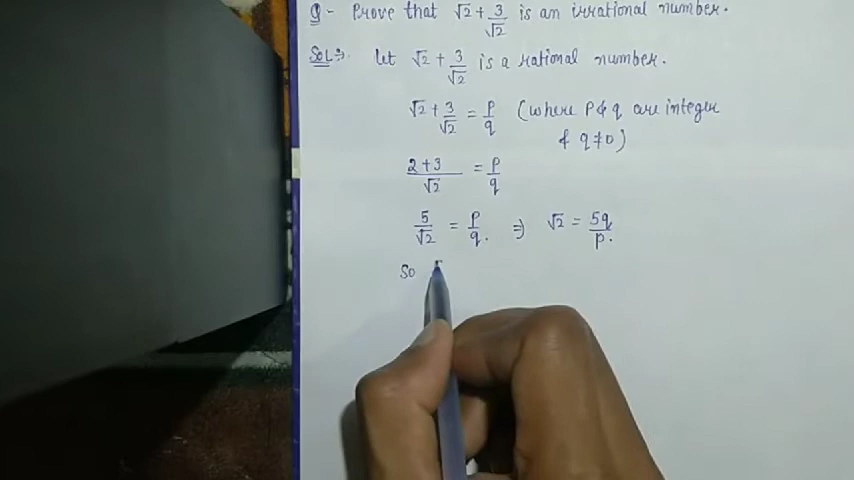 Q - Prove that √2 + 3/√2 is an irrational number.
SOL⇒. let √2 + 3/√2 is a rational number.
√2 + 3/√2 = P/q (where P & q are integer
& q ≠ 0)
2+3/√2 = P/q
5/√2 = P/q. ⇒) √2 = 5q/p.
So